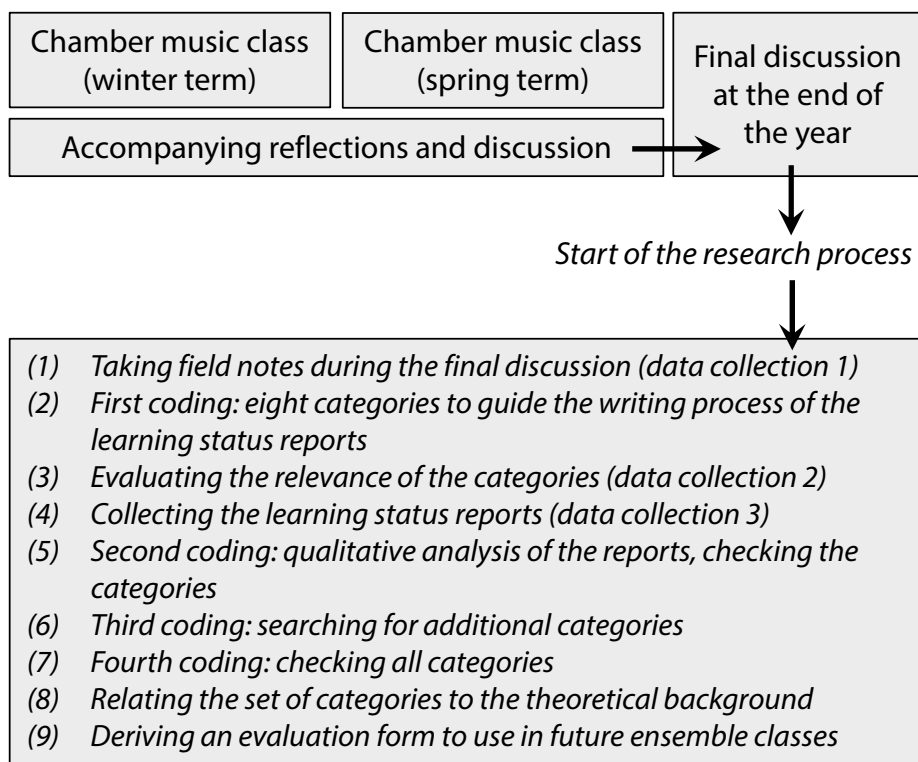 Chamber music class
(winter term)
Chamber music class
(spring term)
Final discussion
at the end of
the year
Accompanying reflections and discussion
Start of the research process
(1) Taking field notes during the final discussion (data collection 1)
(2) First coding: eight categories to guide the writing process of the
learning status reports
(3) Evaluating the relevance of the categories (data collection 2)
(4) Collecting the learning status reports (data collection 3)
(5) Second coding: qualitative analysis of the reports, checking the
categories
(6) Third coding: searching for additional categories
(7) Fourth coding: checking all categories
(8) Relating the set of categories to the theoretical background
(9) Deriving an evaluation form to use in future ensemble classes